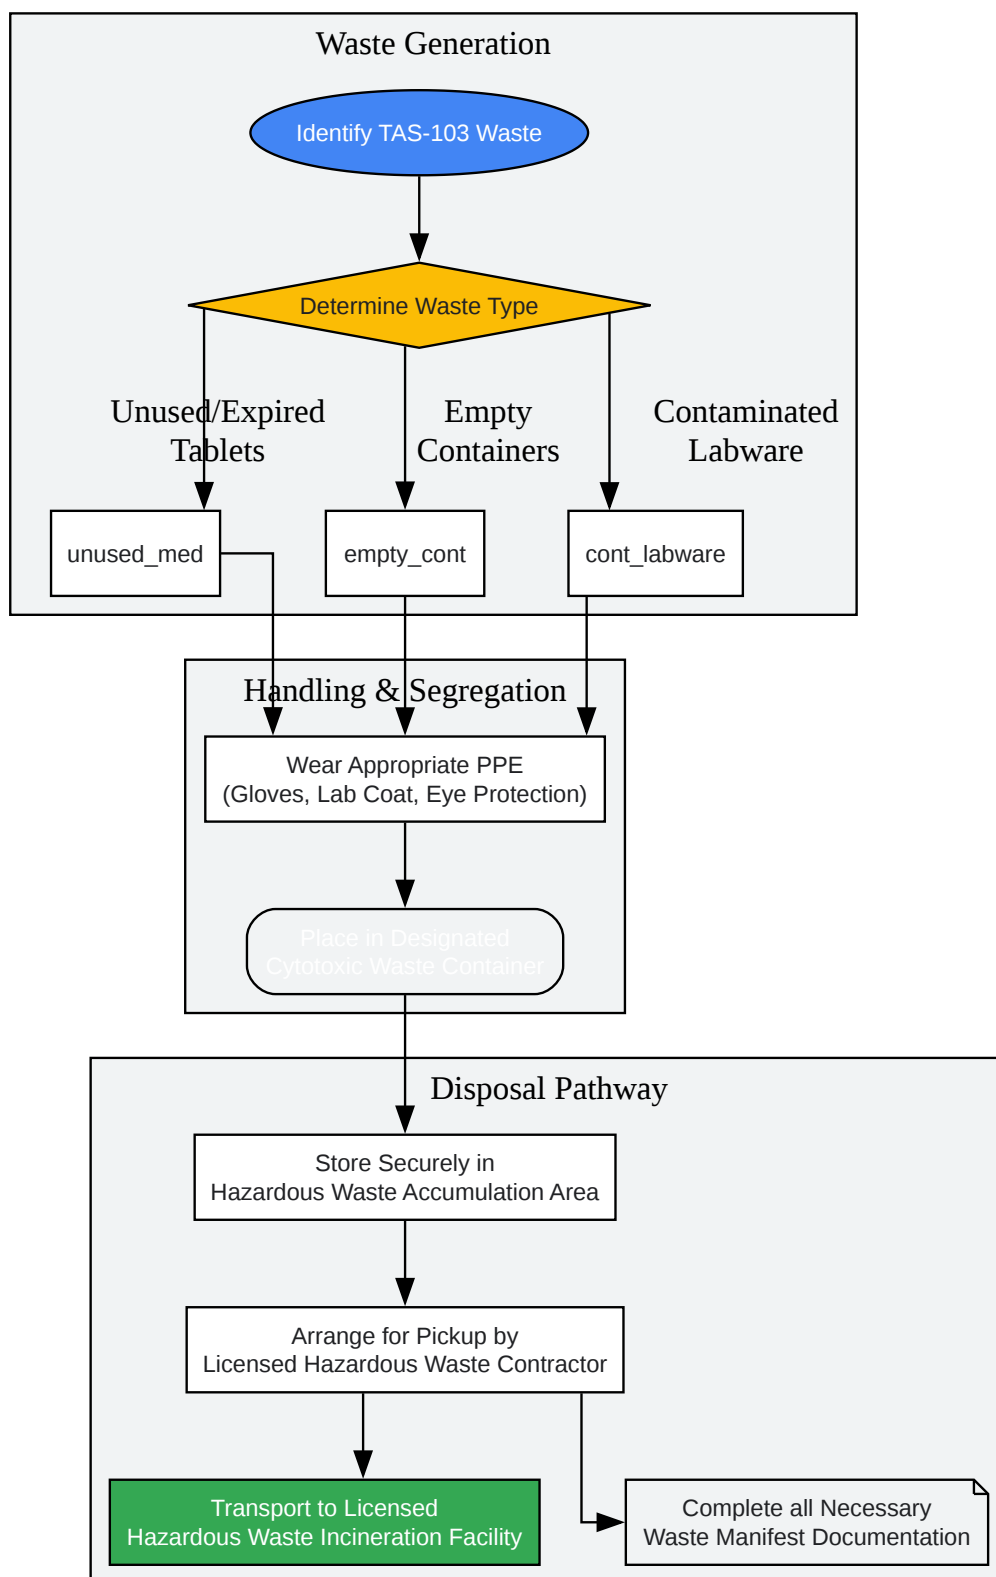 Waste Generation
Identify TAS-103 Waste
Determine Waste Type
Unused/Expired
Tablets
Empty
Containers
Contaminated
Labware
unused_med
empty_cont
cont_labware
Handling & Segregation
Wear Appropriate PPE
(Gloves, Lab Coat, Eye Protection)
Place in Designated
Cytotoxic Waste Container
Disposal Pathway
Store Securely in
Hazardous Waste Accumulation Area
Arrange for Pickup by
Licensed Hazardous Waste Contractor
Transport to Licensed
Hazardous Waste Incineration Facility
Complete all Necessary
Waste Manifest Documentation